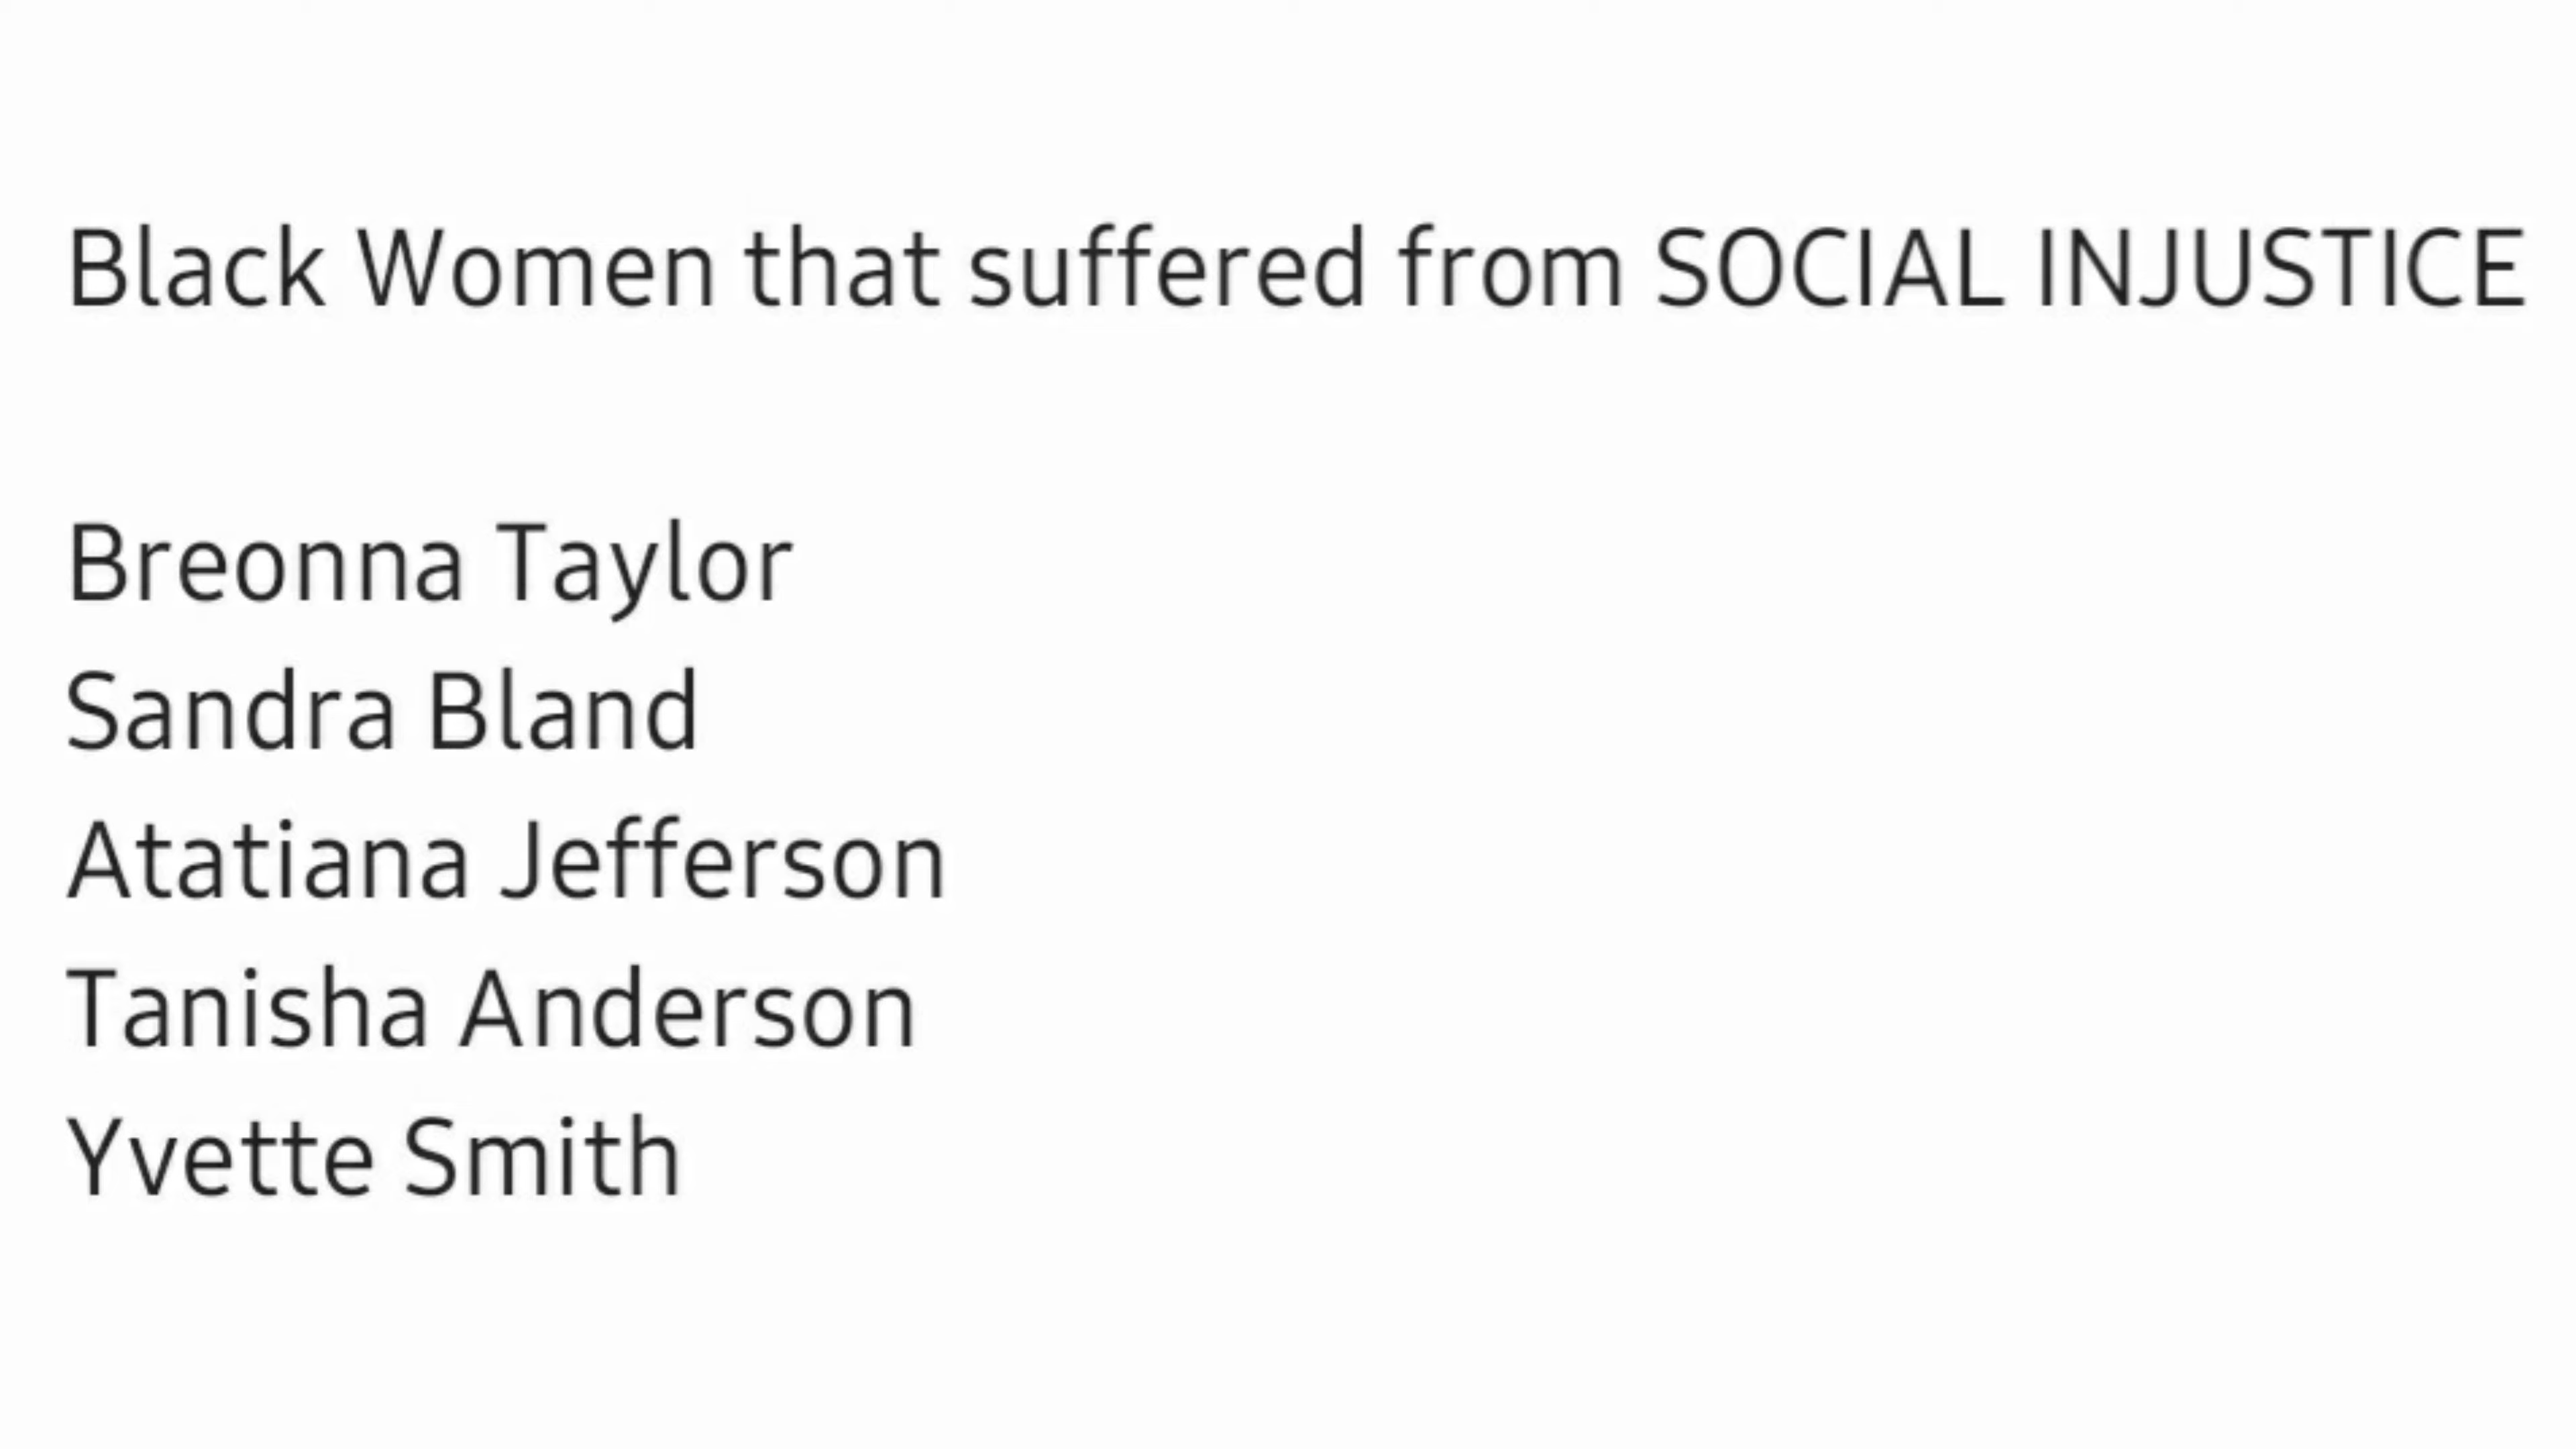 Black Women that suffered from SOCIAL INJUSTICE
Breonna Taylor
Sandra Bland
Atatiana Jefferson
Tanisha Anderson
Yvette Smith